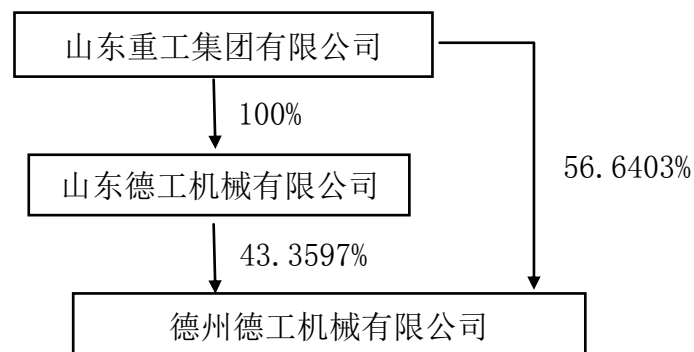 山东重工集团有限公司
100%
56.6403%
山东德工机械有限公司
43.3597%
德州德工机械有限公司